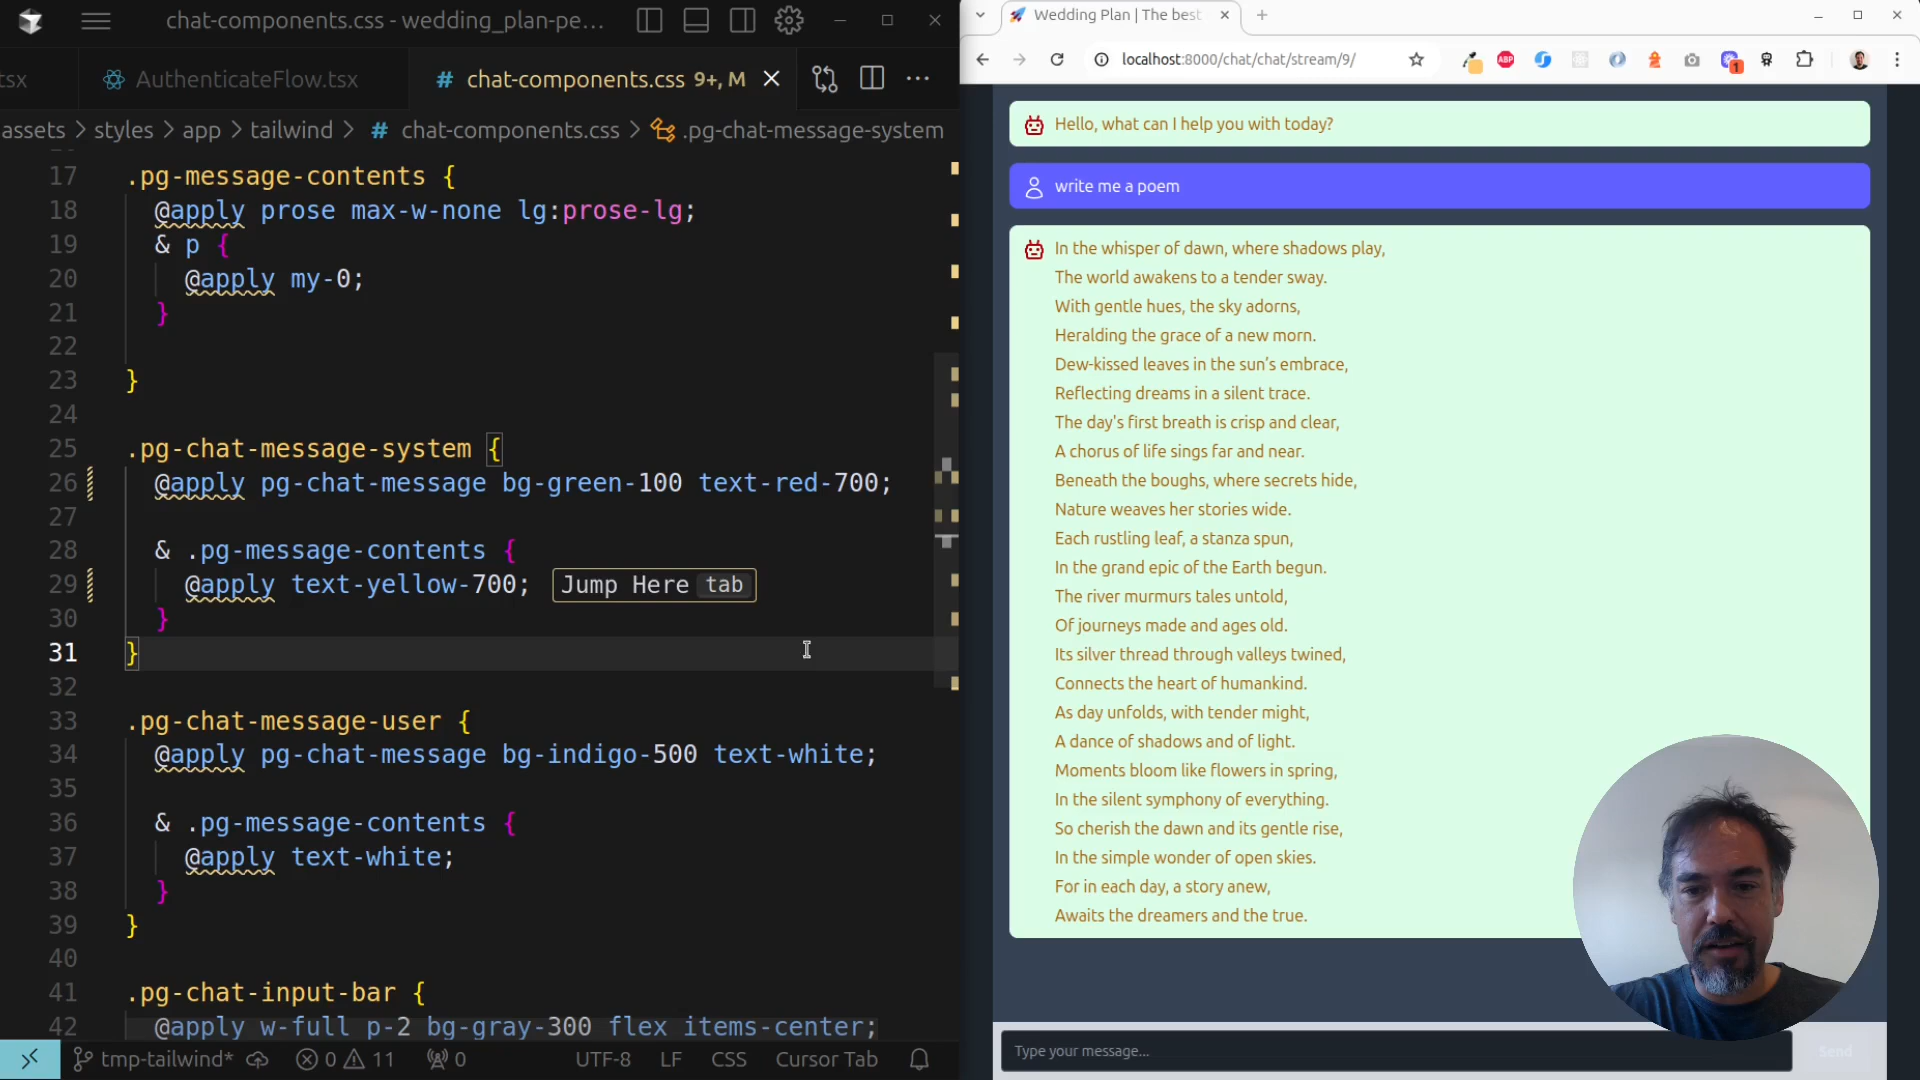 chat-components.css - wedding_plan-pe...
tsx
AuthenticateFlow.tsx
# chat-components.css 9+, M
assets > styles > app > tailwind > # chat-components.css > .pg-chat-message-system
17 .pg-message-contents {
18 @apply prose max-w-none lg:prose-lg;
19 & p {
20 @apply my-0;
21 }
22
23 }
24
25 .pg-chat-message-system {
26 @apply pg-chat-message bg-green-100 text-red-700;
27
28 & .pg-message-contents {
29 @apply text-yellow-700; Jump Here tab
30 }
31 }
32
33 .pg-chat-message-user {
34 @apply pg-chat-message bg-indigo-500 text-white;
35
36 & .pg-message-contents {
37 @apply text-white;
38 }
39 }
40
41 .pg-chat-input-bar {
42 @apply w-full p-2 bg-gray-300 flex items-center;
tmp-tailwind* 0 11 0 UTF-8 LF CSS Cursor Tab
Wedding Plan | The best
localhost:8000/chat/chat/stream/9/
ABP
1
Hello, what can I help you with today?
write me a poem
In the whisper of dawn, where shadows play,
The world awakens to a tender sway.
With gentle hues, the sky adorns,
Heralding the grace of a new morn.
Dew-kissed leaves in the sun's embrace,
Reflecting dreams in a silent trace.
The day's first breath is crisp and clear,
A chorus of life sings far and near.
Beneath the boughs, where secrets hide,
Nature weaves her stories wide.
Each rustling leaf, a stanza spun,
In the grand epic of the Earth begun.
The river murmurs tales untold,
Of journeys made and ages old.
Its silver thread through valleys twined,
Connects the heart of humankind.
As day unfolds, with tender might,
A dance of shadows and of light.
Moments bloom like flowers in spring,
In the silent symphony of everything.
So cherish the dawn and its gentle rise,
In the simple wonder of open skies.
For in each day, a story anew,
Awaits the dreamers and the true.
Type your message...
Send